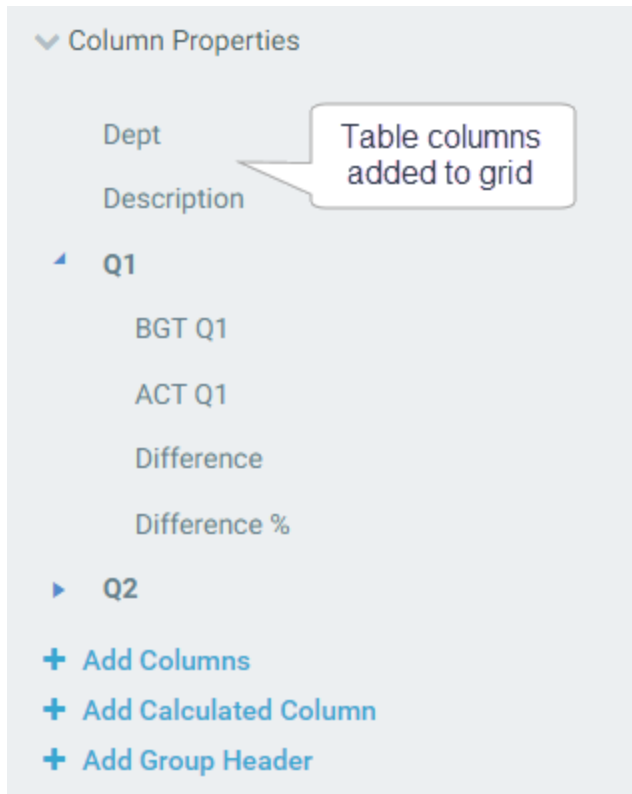 Column Properties
Dept
Table columns
added to grid
Description
Q1
BGT Q1
ACT Q1
Difference
Difference %
Q2
+ Add Columns
+ Add Calculated Column
+ Add Group Header